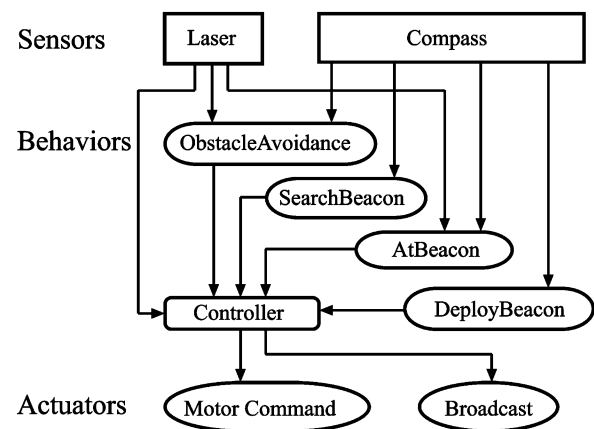 Sensors
Laser
Compass
Behaviors
ObstacleAvoidance
SearchBeacon
AtBeacon
DeployBeacon
Controller
Actuators
Motor Command
Broadcast